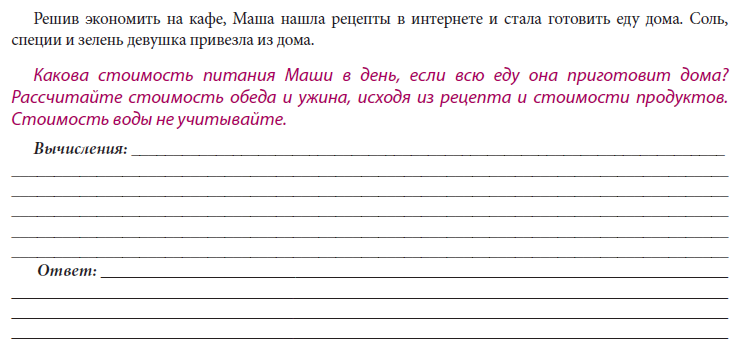 Решив экономить на кафе, Маша нашла рецепты в интернете и стала готовить еду дома. Соль,
специи и зелень девушка привезла из дома.
Какова стоимость питания Маши в день, если всю еду она приготовит дома?
Рассчитайте стоимость обеда и ужина, исходя из рецепта и стоимости продуктов.
Стоимость воды не учитывайте.
Вычисления:
Ответ: